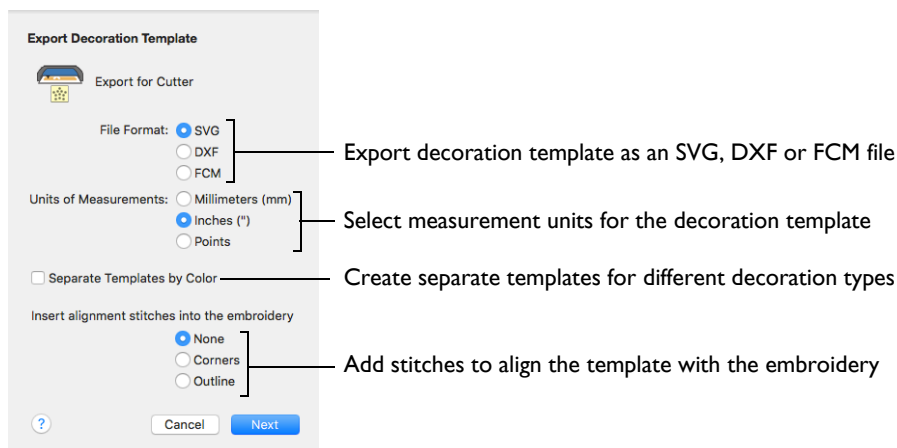 Export Decoration Template
Export for Cutter
File Format: SVG
DXF
FCM
Export decoration template as an SVG, DXF or FCM file
Units of Measurements: Millimeters (mm)
Inches (")
Points
Select measurement units for the decoration template
Separate Templates by Color
Create separate templates for different decoration types
Insert alignment stitches into the embroidery
None
Corners
Outline
Add stitches to align the template with the embroidery
? Cancel Next